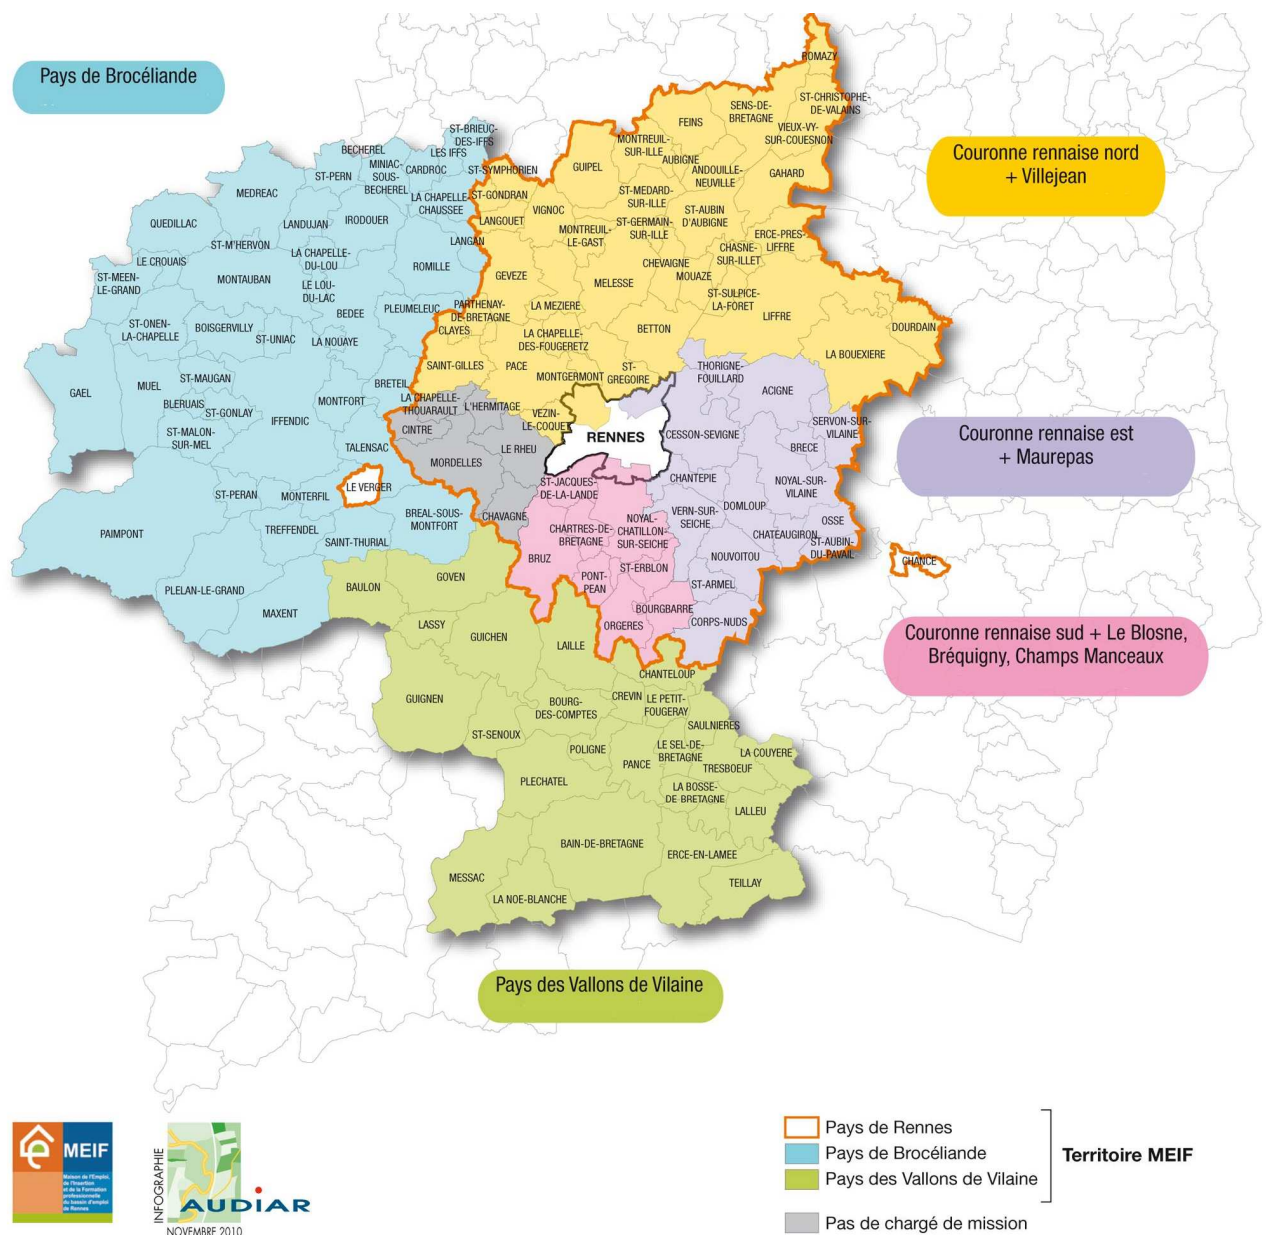 Pays de Brocéliande
Couronne rennaise nord
+ Villejean
Couronne rennaise est
+ Maurepas
Couronne rennaise sud + Le Blosne,
Bréquigny, Champs Manceaux
Pays des Vallons de Vilaine
ROMAZY
ST-CHRISTOPHE-
DE-VALAINS
SENS-DE-
BRETAGNE
FEINS
VIEUX-VY-
SUR-COUESNON
MONTREUIL-
SUR-ILLE
AUBIGNE
ANDOUILLE-
NEUVILLE
GAHARD
GUIPEL
ST-BRIEUC-
DES-IFFS
LES IFFS
BECHEREL
MINIAC-
SOUS-
BECHEREL
CARDROC
ST-SYMPHORIEN
ST-PERN
MEDREAC
LA CHAPELLE-
CHAUSSEE
ST-GONDRAN
LANGOUET
VIGNOC
ST-MEDARD-
SUR-ILLE
ST-AUBIN
D'AUBIGNE
ST-GERMAIN-
SUR-ILLE
MONTREUIL-
LE-GAST
QUEDILLAC
LANDUJAN
IRODOUER
LANGAN
ERCE-PRES-
LIFFRE
CHASNE-
SUR-ILLET
CHEVAIGNE
MOUAZE
ST-M'HERVON
LE CROUAIS
LA CHAPELLE-
DU-LOU
ROMILLE
GEVEZE
MELESSE
ST-SULPICE-
LA-FORET
ST-MEEN-
LE-GRAND
MONTAUBAN
LE LOU-
DU-LAC
BEDEE
PLEUMELEUC
PARTHENAY-
DE-BRETAGNE
CLAYES
LA MEZIERE
LIFFRE
DOURDAIN
ST-ONEN-
LA-CHAPELLE
BOISGERVILLY
ST-UNIAC
LA NOUAYE
LA CHAPELLE-
DES-FOUGERETZ
BETTON
LA BOUEXIERE
SAINT-GILLES
PACE
MONTGERMONT
ST-
GREGOIRE
THORIGNE-
FOUILLARD
ACIGNE
GAEL
MUEL
ST-MAUGAN
BLERUAIS
ST-GONLAY
BRETEIL
MONTFORT
LA CHAPELLE-
THOUARAULT
L'HERMITAGE
VEZIN-
LE-COQUET
IFFENDIC
ST-MALON-
SUR-MEL
CINTRE
RENNES
CESSON-SEVIGNE
SERVON-SUR-
VILAINE
BRECE
TALENSAC
LE RHEU
MORDELLES
CHANTEPIE
NOYAL-SUR-
VILAINE
LE VERGER
ST-PERAN
MONTERFIL
ST-JACQUES-
DE-LA-LANDE
VERN-SUR-
SEICHE
DOMLOUP
BREAL-SOUS-
MONTFORT
CHAVAGNE
PAIMPONT
TREFFENDEL
SAINT-THURIAL
CHARTRES-DE-
BRETAGNE
NOYAL-
CHATILLON-
SUR-SEICHE
CHATEAUGIRON
OSSE
ST-AUBIN-
DU-PAVAIL
BRUZ
NOUVOITOU
CHANCE
ST-ERBLON
PONT-
PEAN
ST-ARMEL
PLELAN-LE-GRAND
MAXENT
BAULON
GOVEN
BOURGBARRE
ORGERES
CORPS-NUDS
LASSY
GUICHEN
LAILLE
CHANTELOUP
GUIGNEN
BOURG-
DES-COMPTES
CREVIN
LE PETIT-
FOUGERAY
SAULNIERES
ST-SENOUX
POLIGNE
PANCE
LE SEL-DE-
BRETAGNE
TRESBOEUF
LA COUYERE
PLECHATEL
LA BOSSE-
DE BRETAGNE
LALLEU
BAIN-DE-BRETAGNE
ERCE-EN-LAMEE
MESSAC
TEILLAY
LA NOE-BLANCHE
MEIF
Maison de l'Emploi,
de l'Insertion
et de la Formation
professionnelle
du bassin d'emploi
de Rennes
INFOGRAPHIE
AUDIAR
NOVEMBRE 2010
Pays de Rennes
Pays de Brocéliande
Pays des Vallons de Vilaine
Territoire MEIF
Pas de chargé de mission